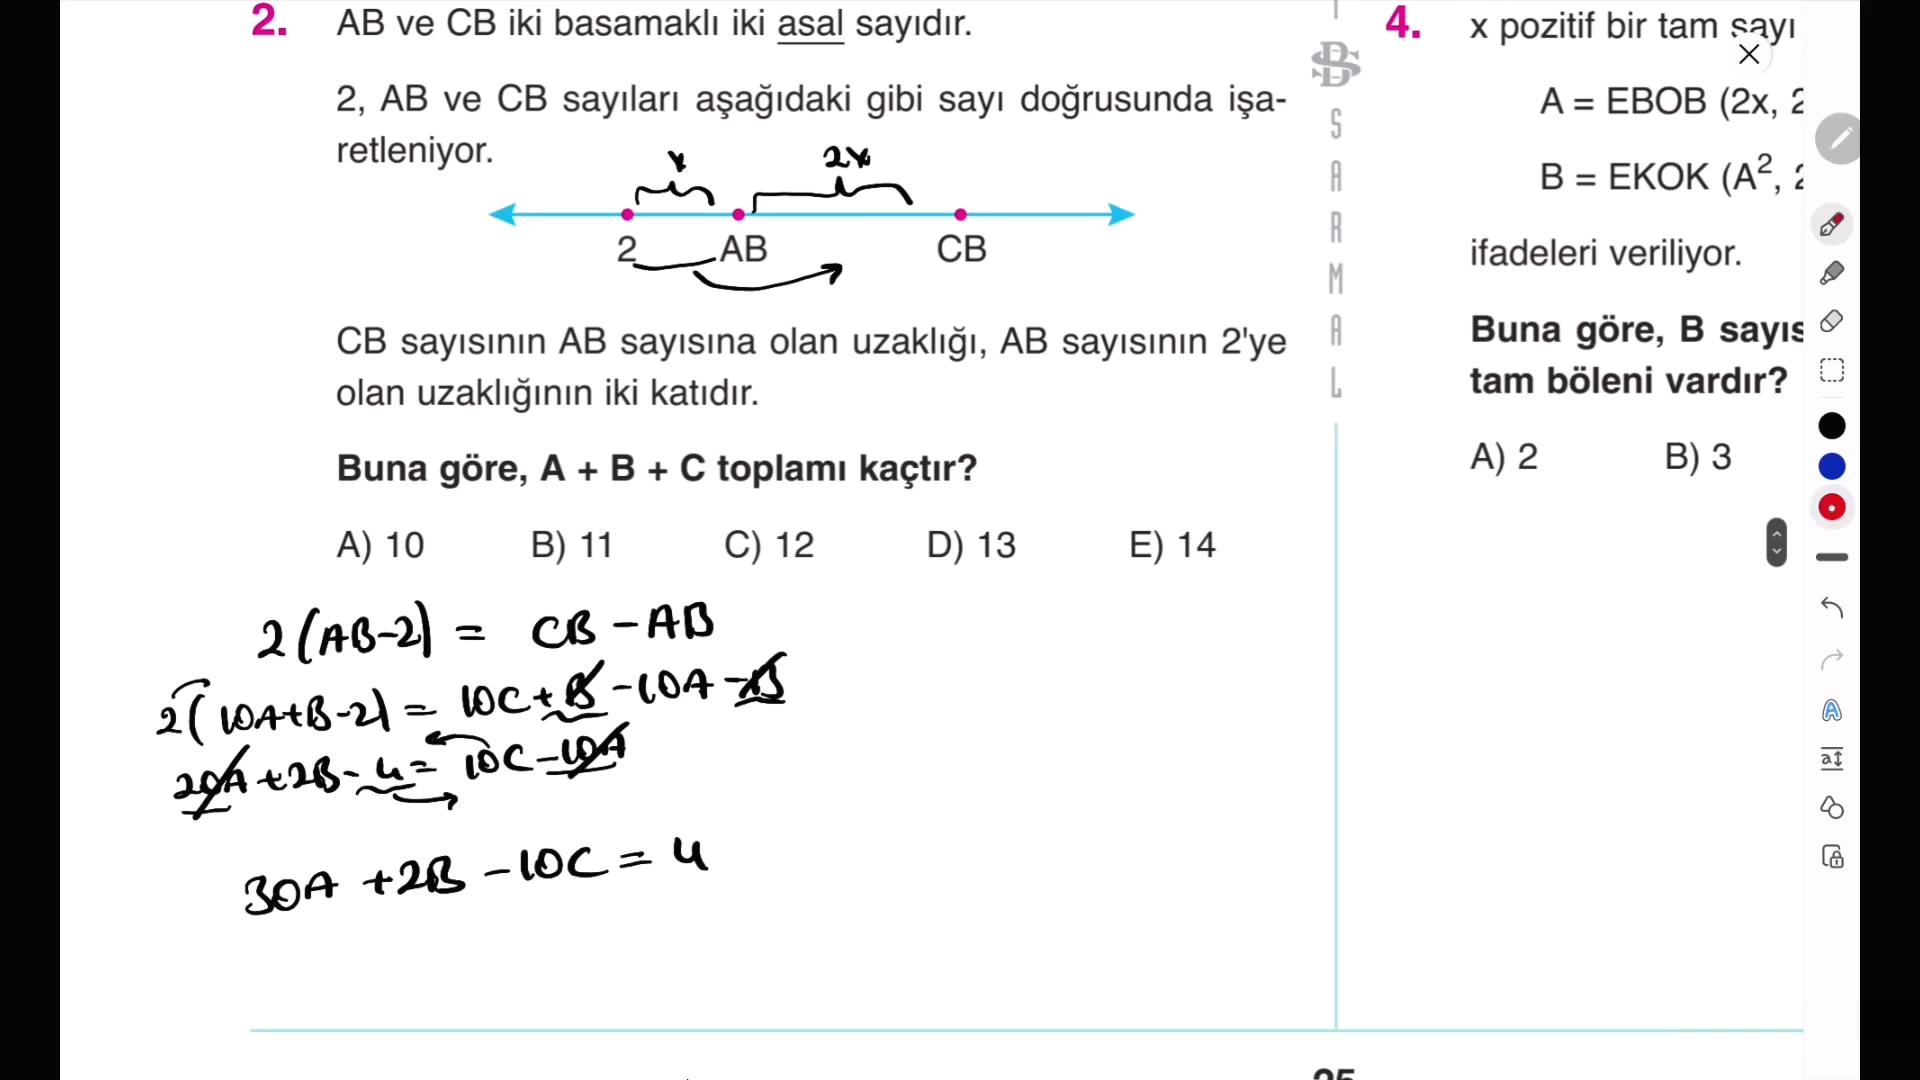 2. AB ve CB iki basamaklı iki asal sayıdır.
2, AB ve CB sayıları aşağıdaki gibi sayı doğrusunda işa-
retleniyor.
x 2x
2 AB CB
CB sayısının AB sayısına olan uzaklığı, AB sayısının 2'ye
olan uzaklığının iki katıdır.
Buna göre, A + B + C toplamı kaçtır?
A) 10 B) 11 C) 12 D) 13 E) 14
2(AB-2) = CB - AB
2(10A+B-2) = 10C+B-10A-B
20A+2B-4= 10C-10A
30A +2B -10C = 4
SARMAL
4. x pozitif bir tam sayı
A = EBOB (2x, 2
B = EKOK (A², 2
ifadeleri veriliyor.
Buna göre, B sayıs
tam böleni vardır?
A) 2 B) 3